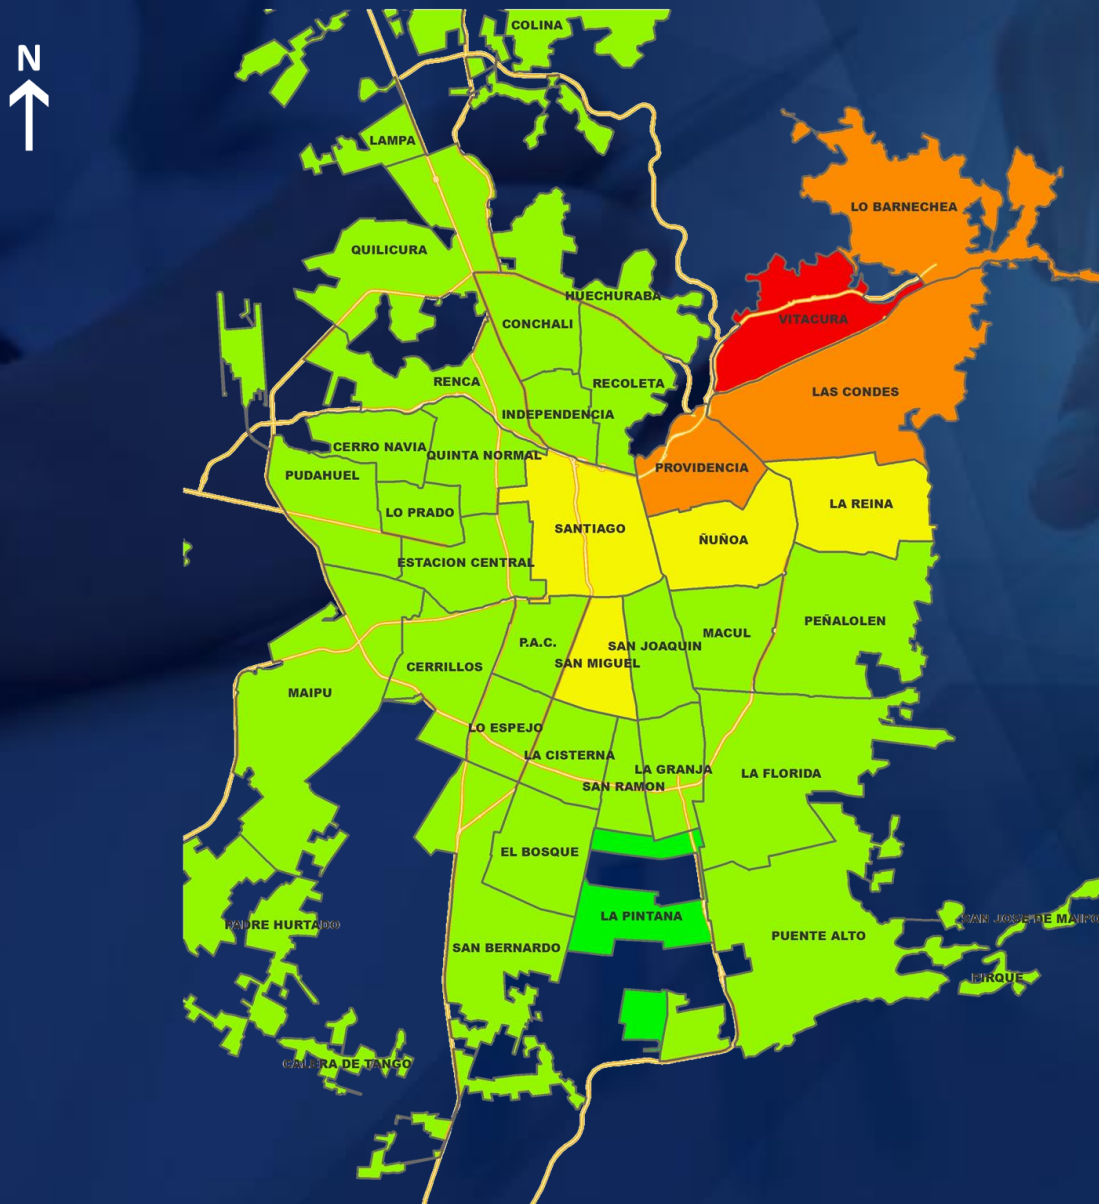 COLINA
N
LAMPA
LO BARNECHEA
QUILICURA
HUECHURABA
VITACURA
CONCHALI
RENCA
RECOLETA
LAS CONDES
INDEPENDENCIA
CERRO NAVIA
QUINTA NORMAL
PROVIDENCIA
PUDAHUEL
LA REINA
LO PRADO
SANTIAGO
ÑUÑOA
ESTACION CENTRAL
PEÑALOLEN
MACUL
P.A.C.
SAN JOAQUIN
SAN MIGUEL
CERRILLOS
MAIPU
LO ESPEJO
LA CISTERNA
LA GRANJA
LA FLORIDA
SAN RAMON
EL BOSQUE
LA PINTANA
SAN JOSE DE MAIPO
PADRE HURTADO
PUENTE ALTO
SAN BERNARDO
PIRQUE
CALERA DE TANGO